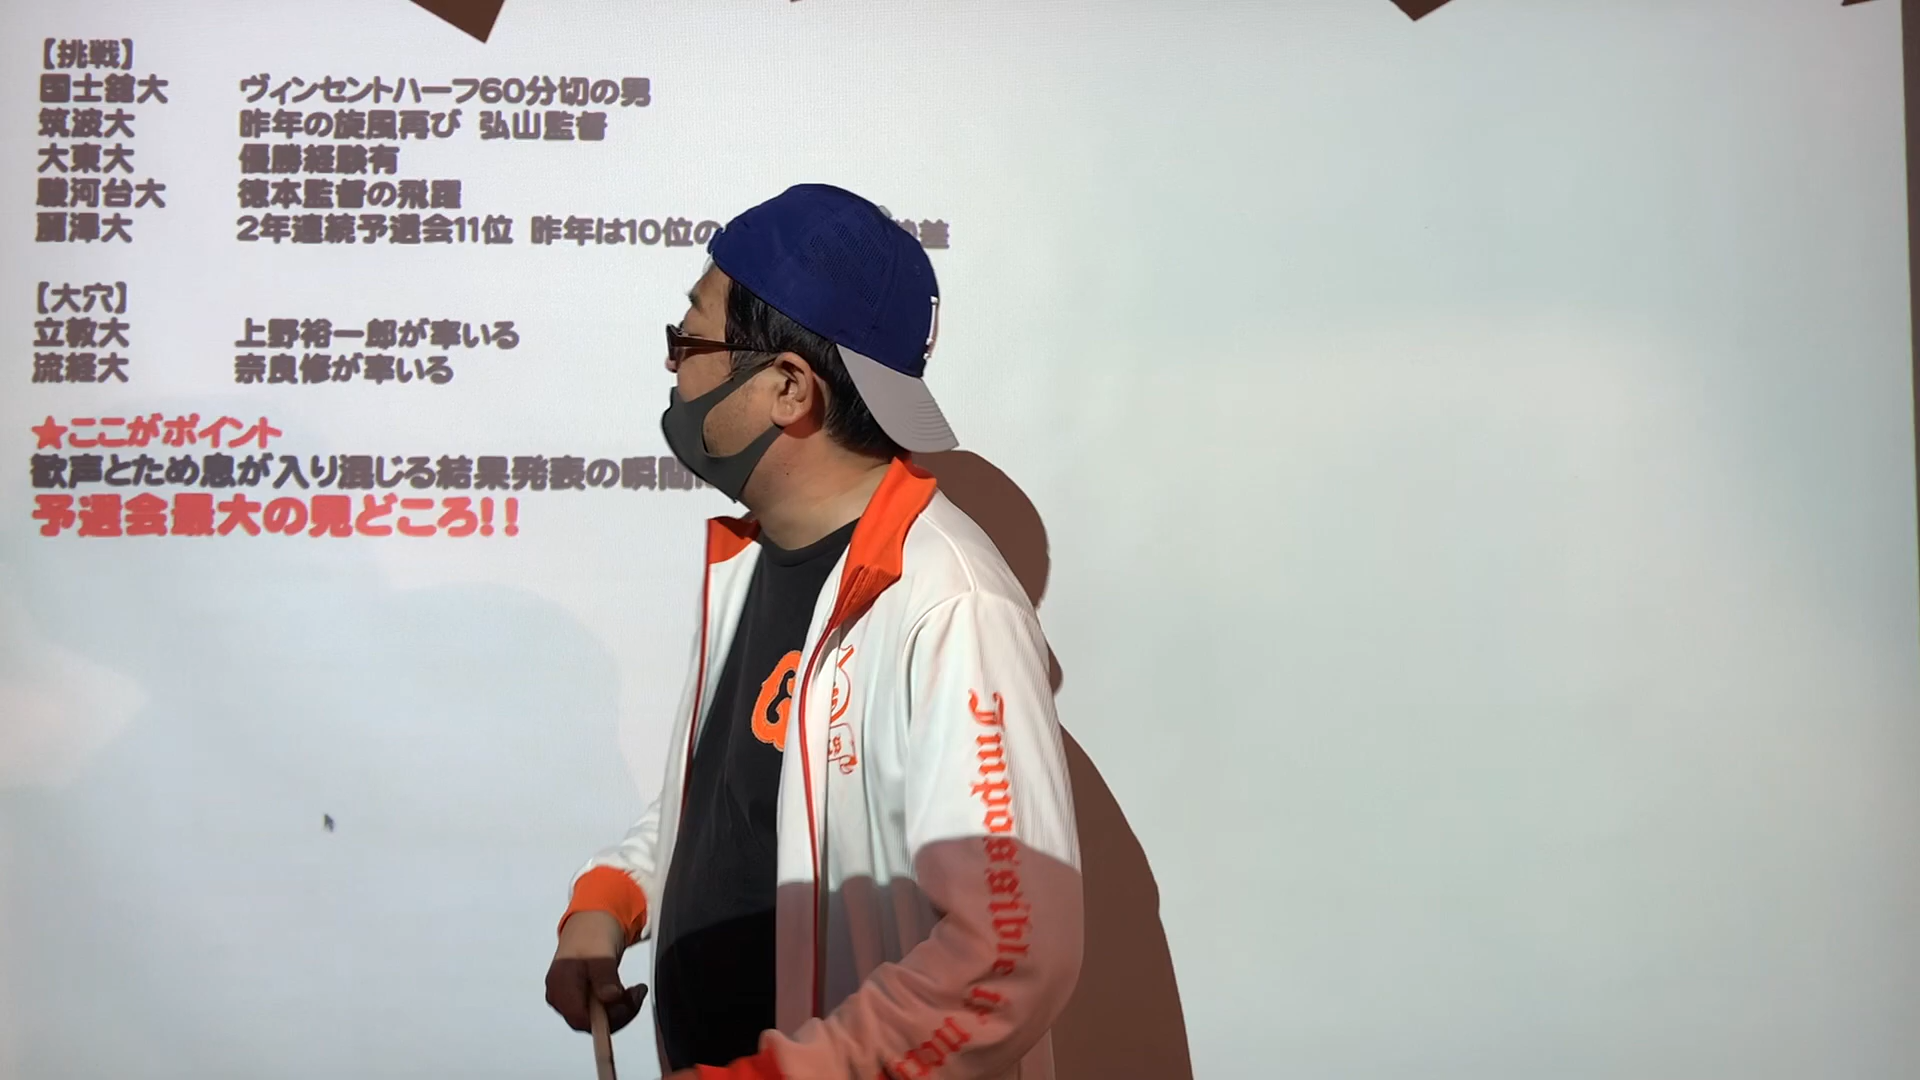 【挑戦】
国士舘大 ヴィンセントハーフ60分切の男
筑波大 昨年の旋風再び 弘山監督
大東大 優勝経験有
駿河台大 徳本監督の飛躍
麗澤大 2年連続予選会11位 昨年は10位の 差
【大穴】
立教大 上野裕一郎が率いる
流経大 奈良修が率いる
★ここがポイント
歓声とため息が入り混じる結果発表の瞬間
予選会最大の見どころ！！
G
Impossible is